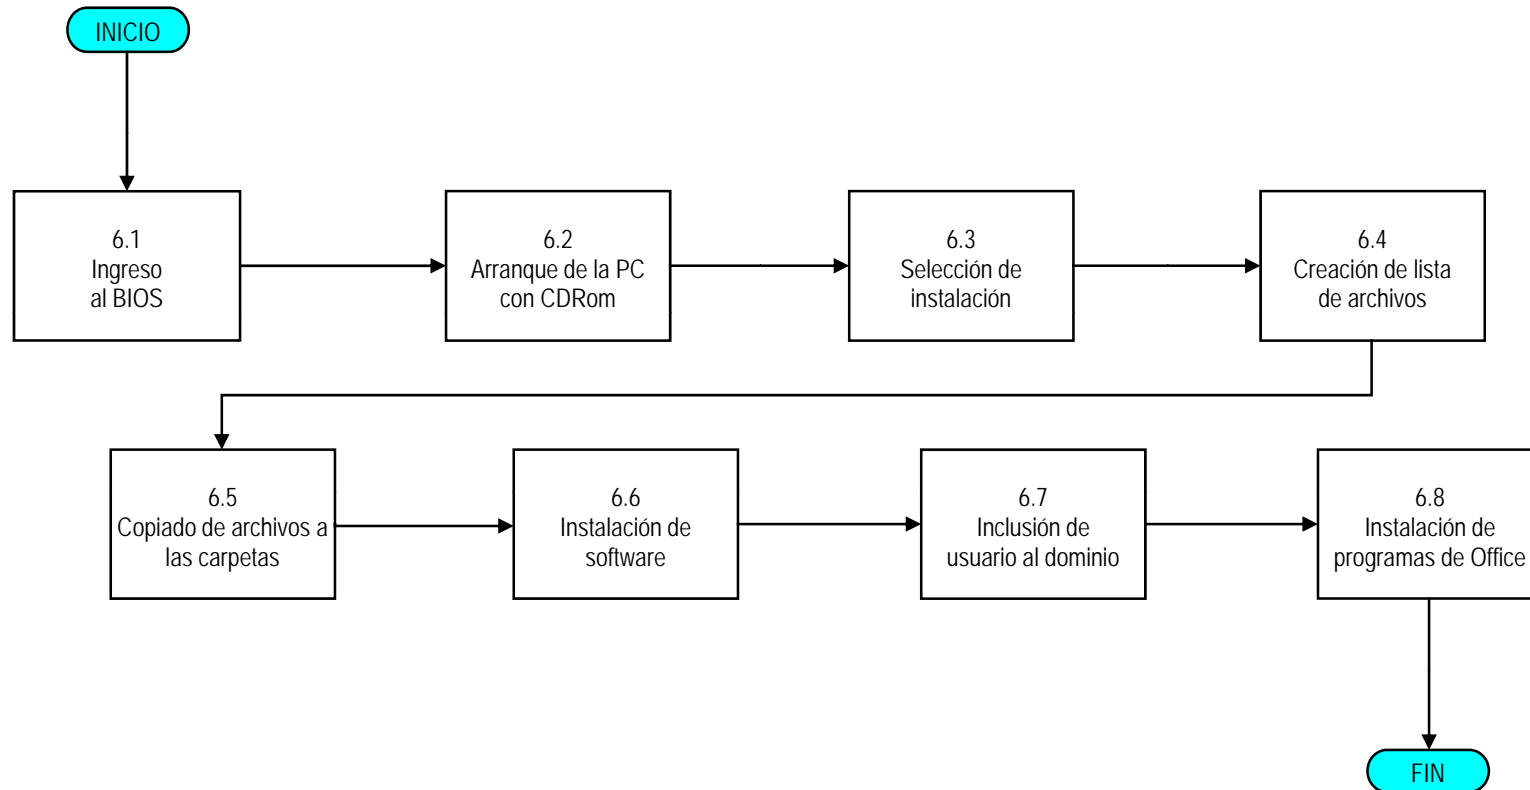 INICIO
6.1
Ingreso
al BIOS
6.2
Arranque de la PC
con CDRom
6.3
Selección de
instalación
6.4
Creación de lista
de archivos
6.5
Copiado de archivos a
las carpetas
6.6
Instalación de
software
6.7
Inclusión de
usuario al dominio
6.8
Instalación de
programas de Office
FIN